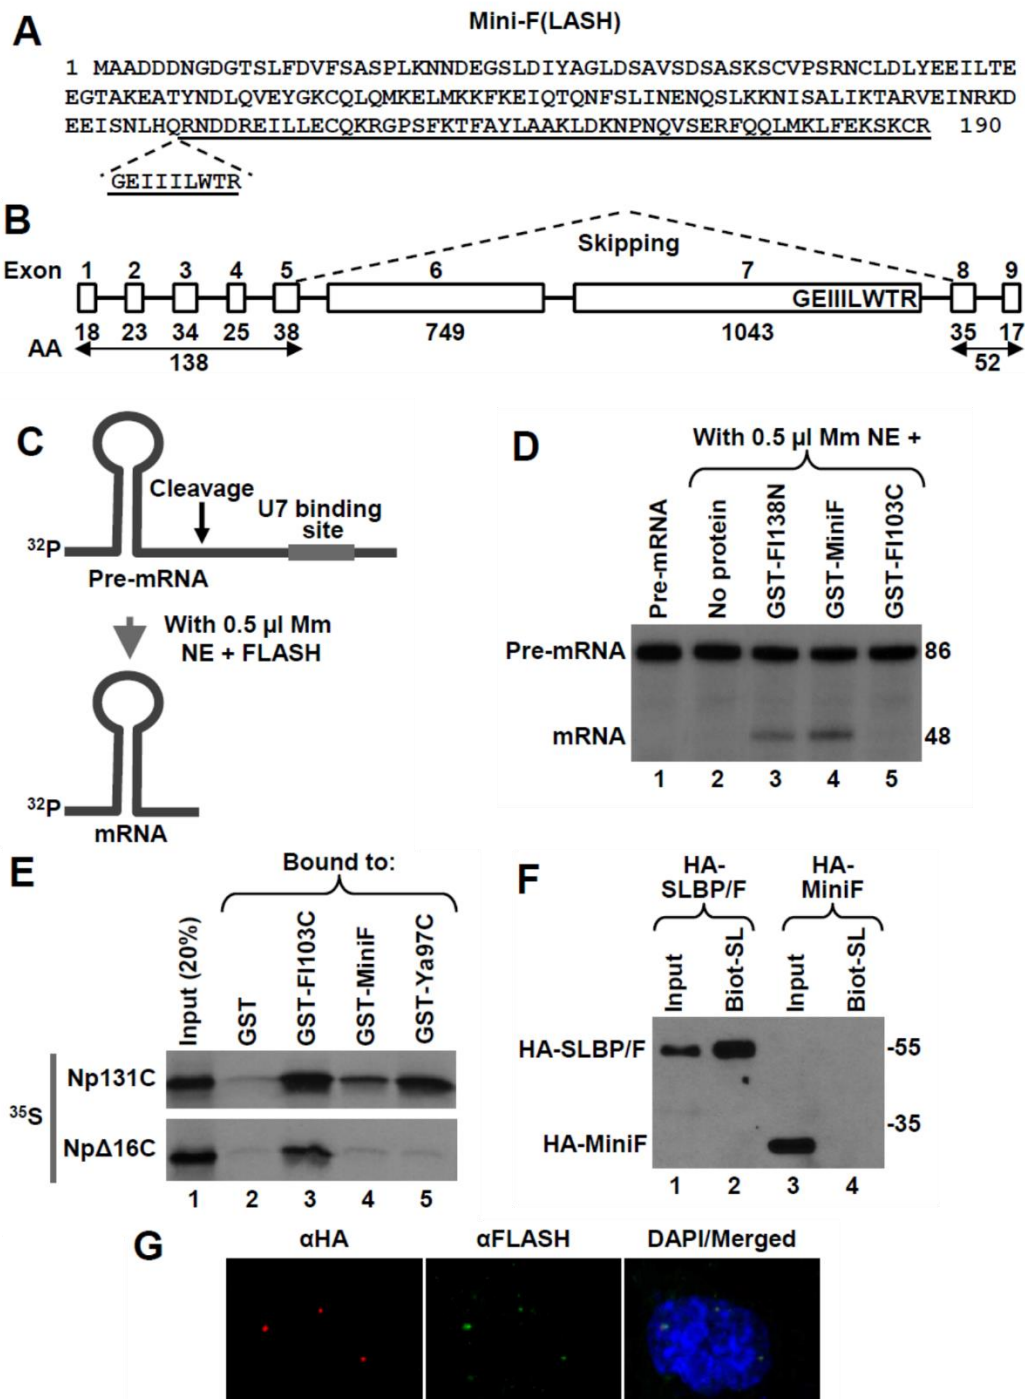 A
Mini-F(LASH)
1 MAADDDNGDGTSLFDVFSASPLKNNDEGSLDIYAGLDSAVSDSASKSCVPSRNCLDLYEEILTE
EGTAKEATYNDLQVEYGKCQLQMKELMKKFKEIQTQNFSLINENQSLKKNISALIKTARVEINRKD
EEISNLHQRNDDREILLECQKRGPSFKTFAYLAAKLDKNPNQVSERFQQLMKLFEKSKCR 190
GEIIILWTR
B
Skipping
Exon 1 2 3 4 5 6 7 8 9
GEIIILWTR
18 23 34 25 38 749 1043 35 17
AA
138 52
C
Cleavage
U7 binding
site
32P
Pre-mRNA
With 0.5 µl Mm
NE + FLASH
32P
mRNA
D
With 0.5 µl Mm NE +
Pre-mRNA
No protein
GST-Fl138N
GST-MiniF
GST-Fl103C
Pre-mRNA 86
mRNA 48
1 2 3 4 5
E
Bound to:
Input (20%)
GST
GST-Fl103C
GST-MiniF
GST-Ya97C
35S
Np131C
NpΔ16C
1 2 3 4 5
F
HA-
SLBP/F
HA-
MiniF
Input
Biot-SL
Input
Biot-SL
HA-SLBP/F -55
-35
HA-MiniF
1 2 3 4
G
αHA αFLASH DAPI/Merged